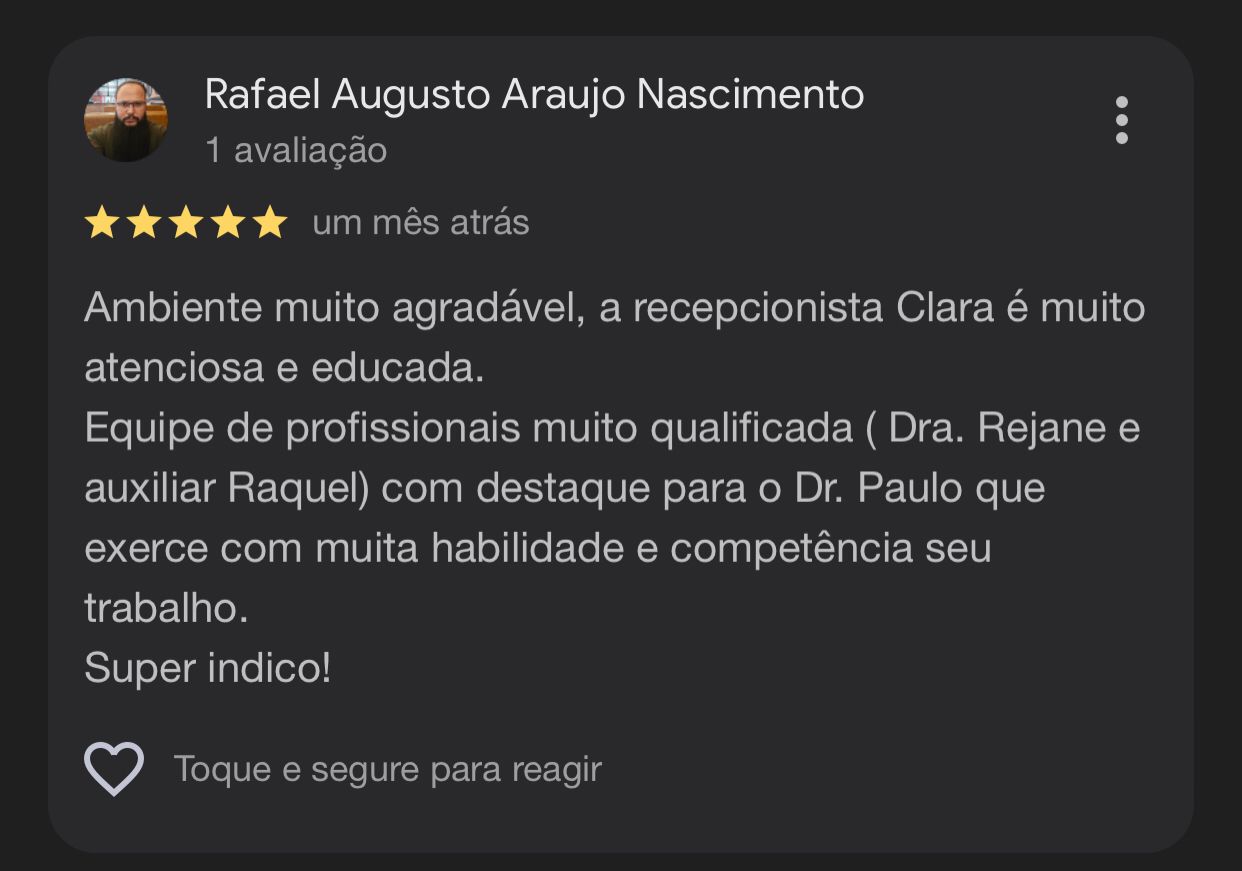 Rafael Augusto Araujo Nascimento
1 avaliação
um mês atrás
Ambiente muito agradável, a recepcionista Clara é muito
atenciosa e educada.
Equipe de profissionais muito qualificada ( Dra. Rejane e
auxiliar Raquel) com destaque para o Dr. Paulo que
exerce com muita habilidade e competência seu
trabalho.
Super indico!
Toque e segure para reagir